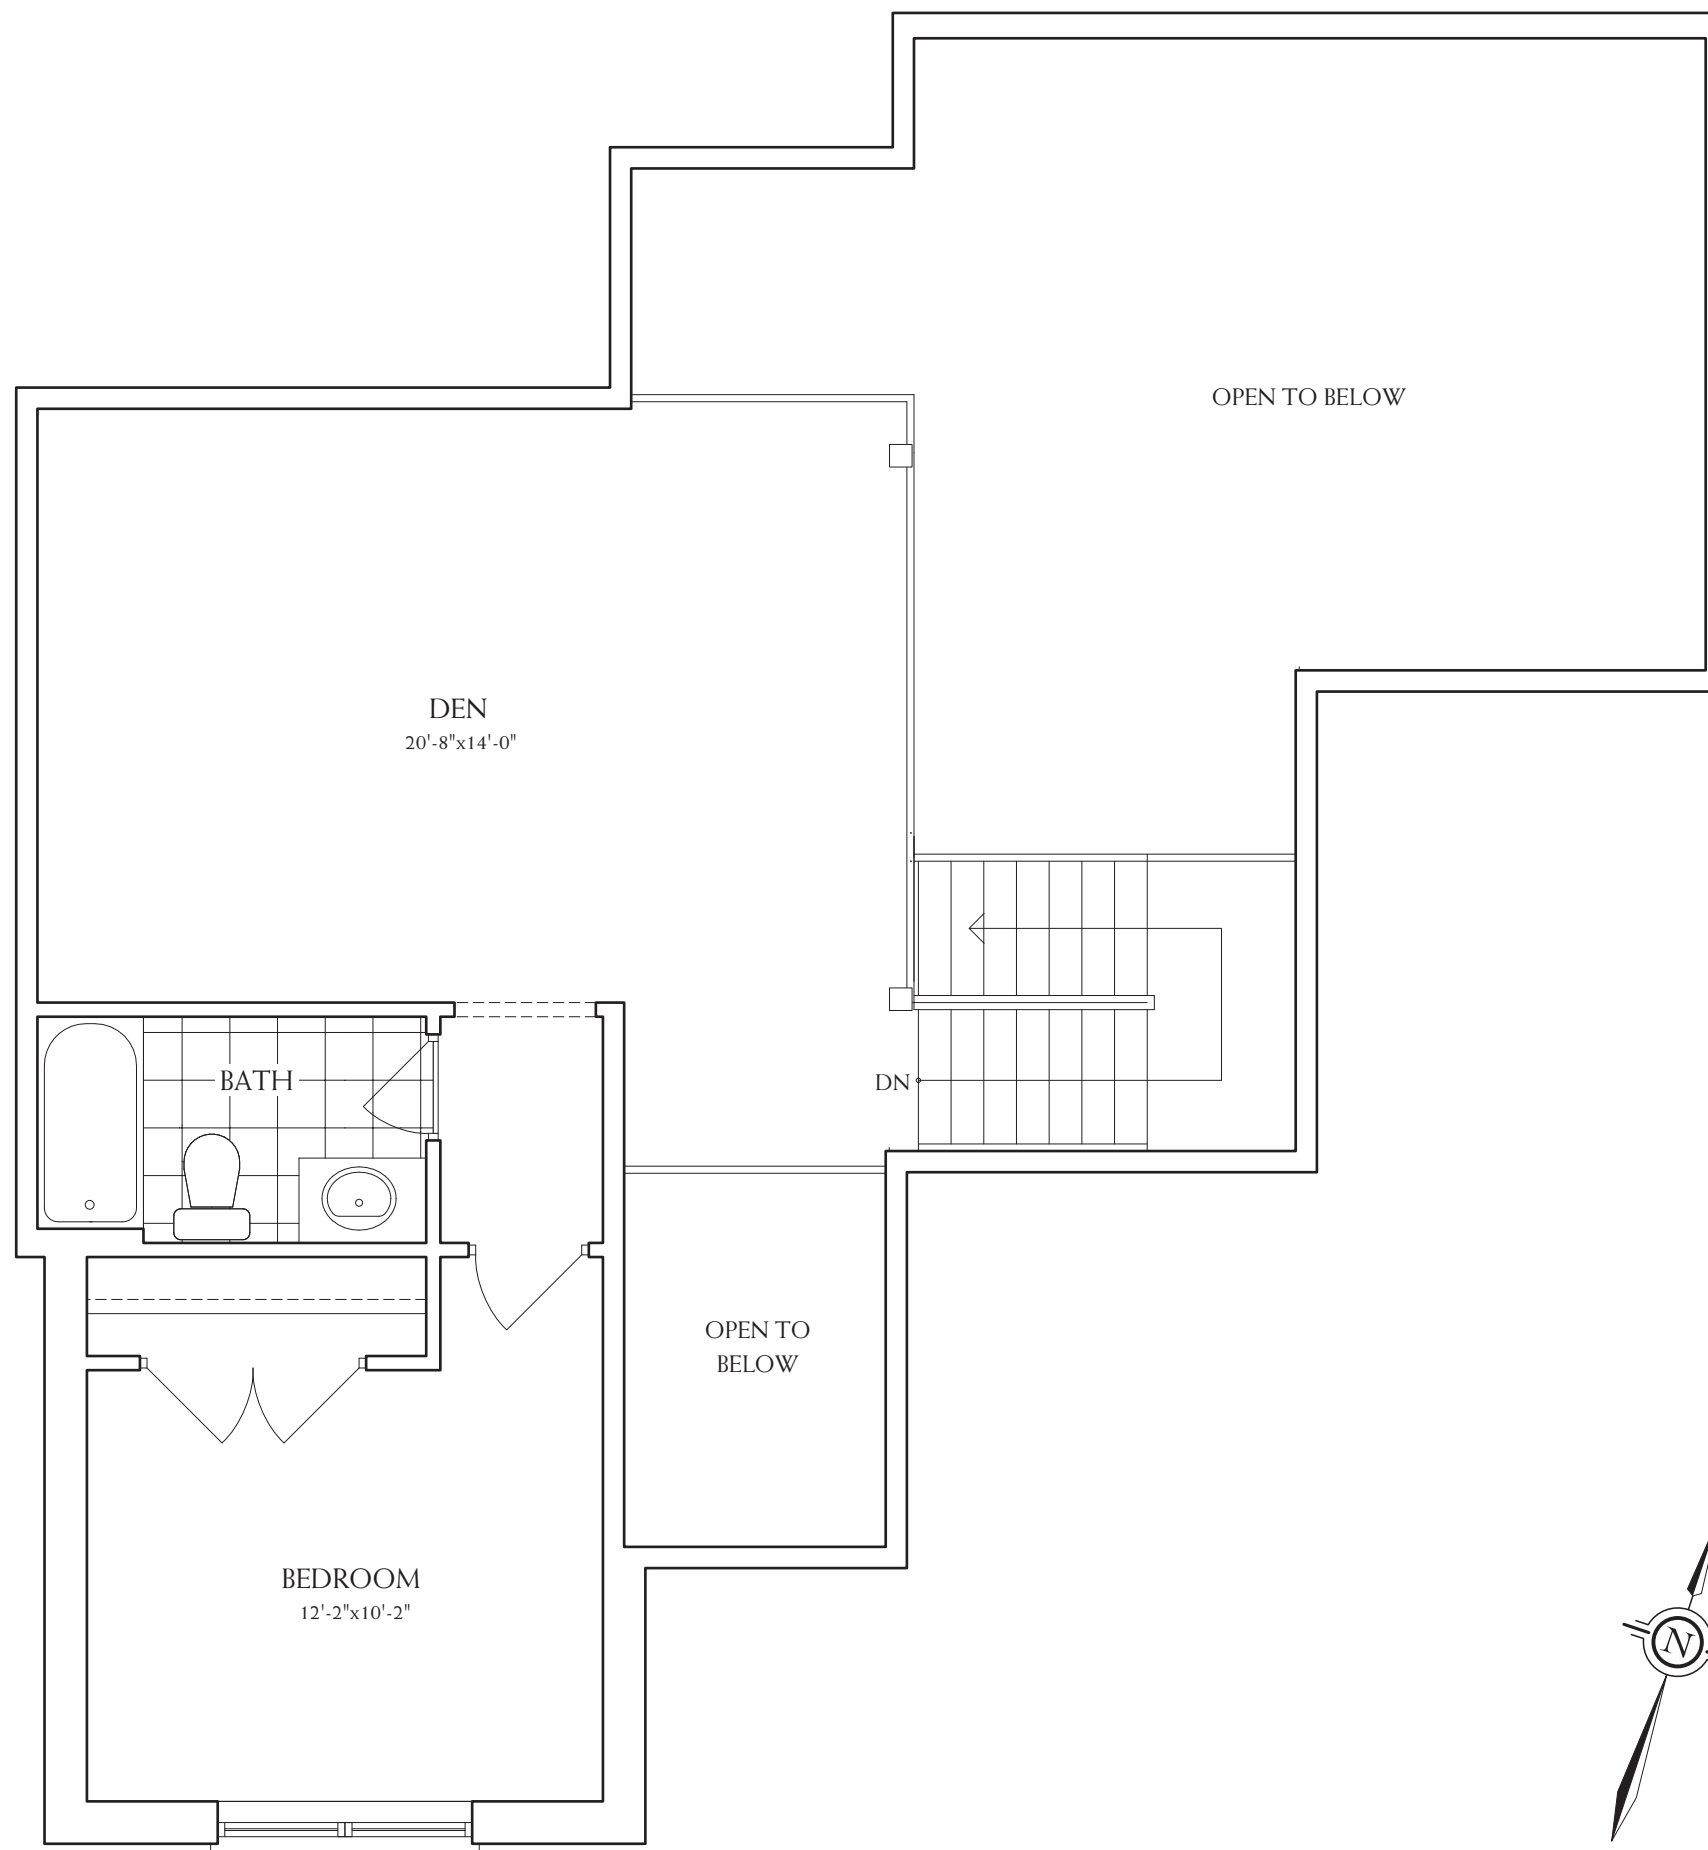 OPEN TO BELOW
DEN
20'-8"x14'-0"
BATH
DN
OPEN TO
BELOW
BEDROOM
12'-2"x10'-2"
N